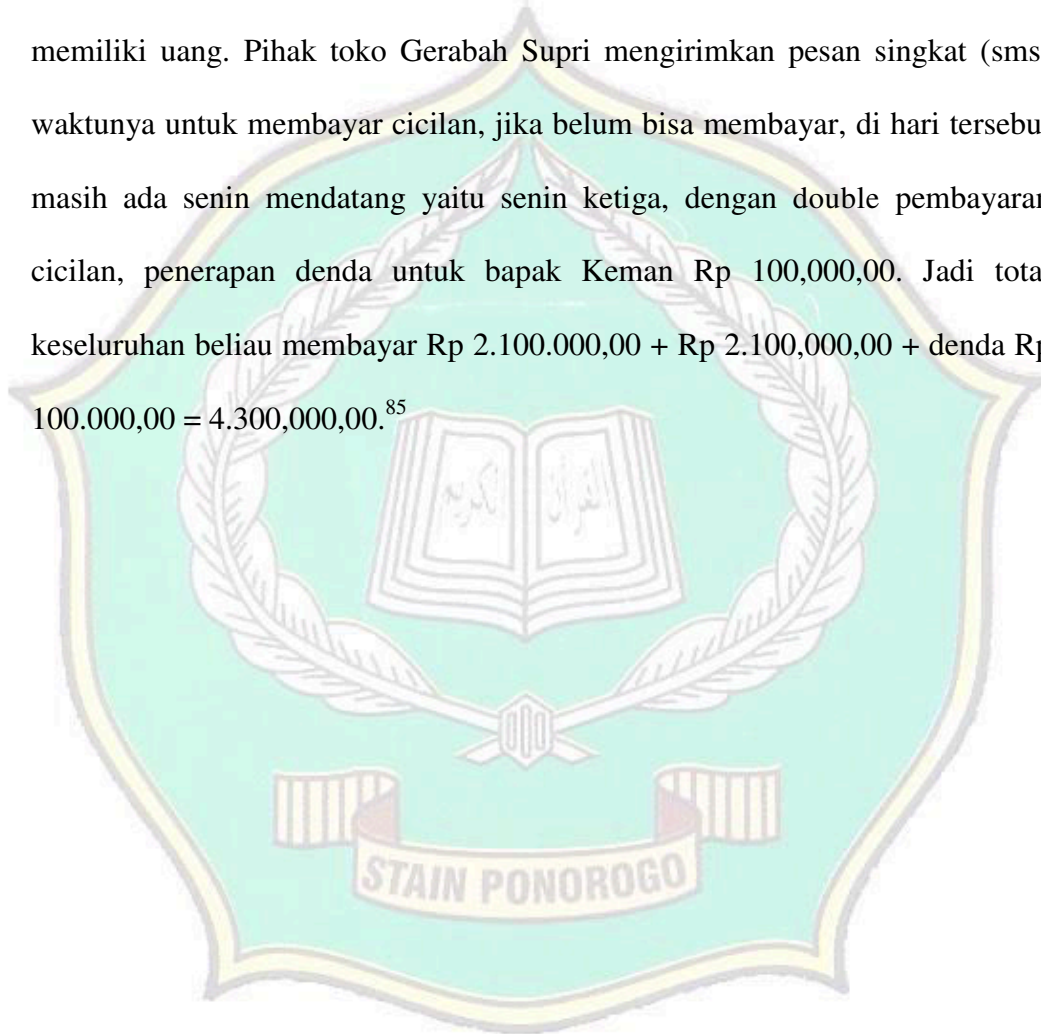 memiliki uang. Pihak toko Gerabah Supri mengirimkan pesan singkat (sms
waktunya untuk membayar cicilan, jika belum bisa membayar, di hari tersebu
masih ada senin mendatang yaitu senin ketiga, dengan double pembayaran
cicilan, penerapan denda untuk bapak Keman Rp 100,000,00. Jadi tota
keseluruhan beliau membayar Rp 2.100.000,00 + Rp 2.100,000,00 + denda Rp
100.000,00 = 4.300,000,00.85
القرآن الكريم
STAIN PONOROGO